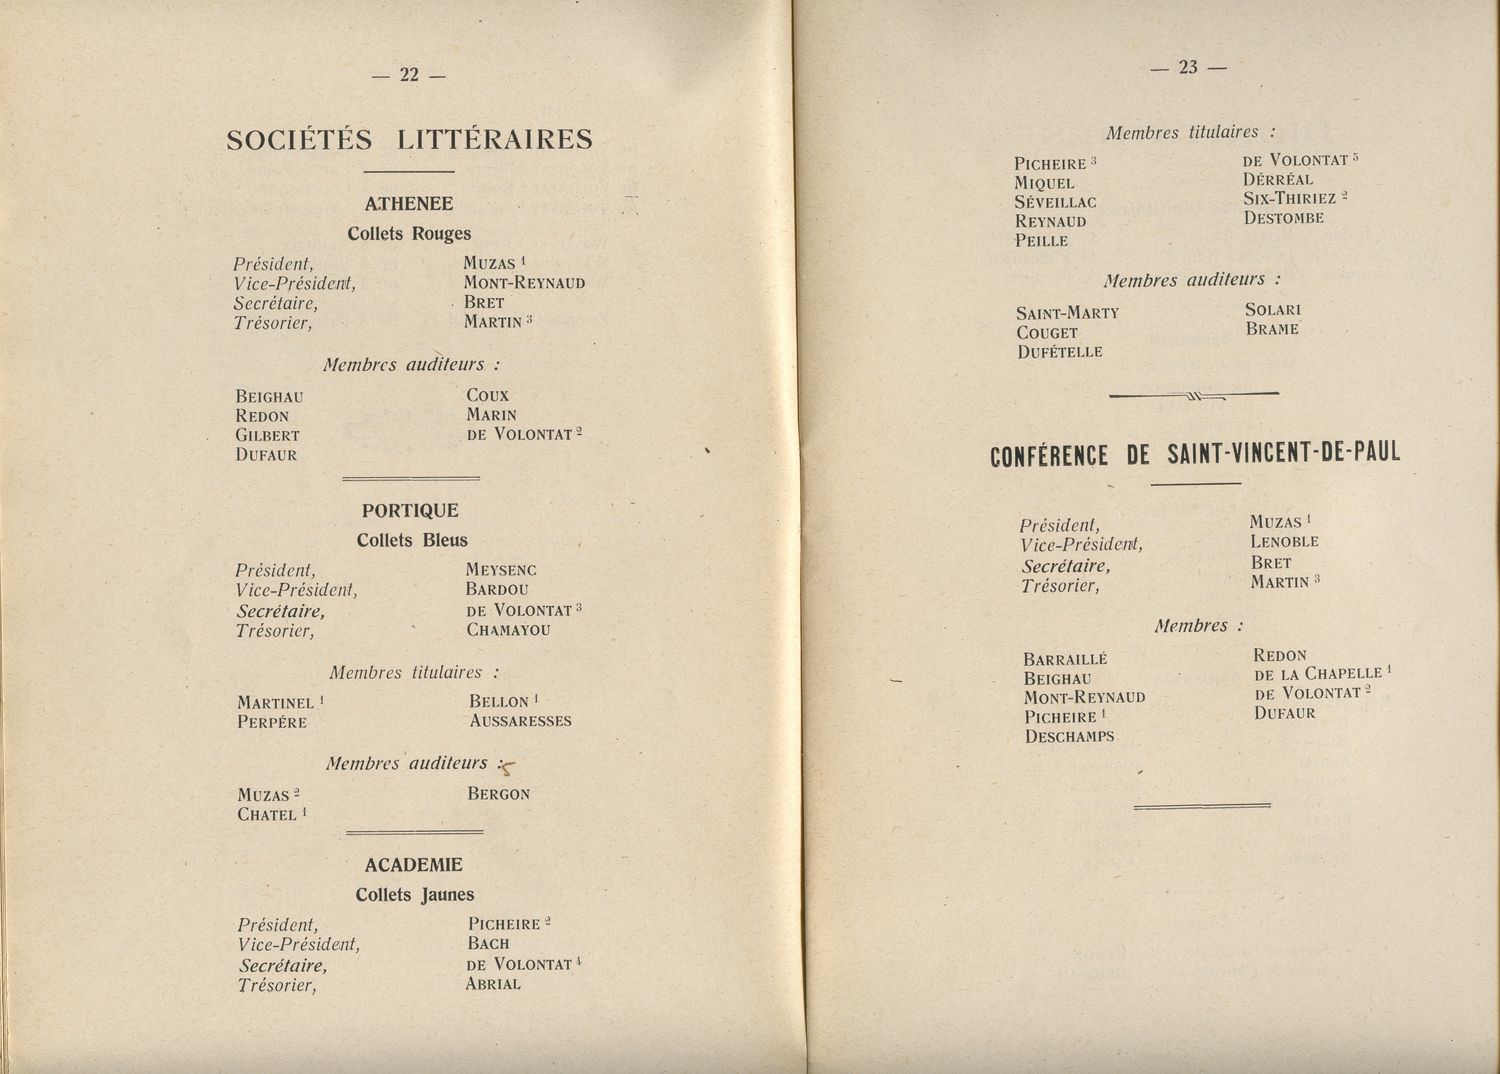 — 22 —
SOCIÉTÉS LITTÉRAIRES
ATHENEE
Collets Rouges
Président, MUZAS 1
Vice-Président, MONT-REYNAUD
Secrétaire, BRET
Trésorier, MARTIN 3
Membres auditeurs :
BEIGHAU COUX
REDON MARIN
GILBERT DE VOLONTAT 2
DUFAUR
PORTIQUE
Collets Bleus
Président, MEYSENC
Vice-Président, BARDOU
Secrétaire, DE VOLONTAT 3
Trésorier, CHAMAYOU
Membres titulaires :
MARTINEL 1 BELLON 1
PERPÉRE AUSSARESSES
Membres auditeurs :
MUZAS 2 BERGON
CHATEL 1
ACADEMIE
Collets Jaunes
Président, PICHEIRE 2
Vice-Président, BACH
Secrétaire, DE VOLONTAT 4
Trésorier, ABRIAL
— 23 —
Membres titulaires :
PICHEIRE 3 DE VOLONTAT 5
MIQUEL DÉRRÉAL
SÉVEILLAC SIX-THIRIEZ 2
REYNAUD DESTOMBE
PEILLE
Membres auditeurs :
SAINT-MARTY SOLARI
COUGET BRAME
DUFÉTELLE
CONFÉRENCE DE SAINT-VINCENT-DE-PAUL
Président, MUZAS 1
Vice-Président, LENOBLE
Secrétaire, BRET
Trésorier, MARTIN 3
Membres :
BARRAILLÉ REDON
BEIGHAU DE LA CHAPELLE 1
MONT-REYNAUD DE VOLONTAT 2
PICHEIRE 1 DUFAUR
DESCHAMPS